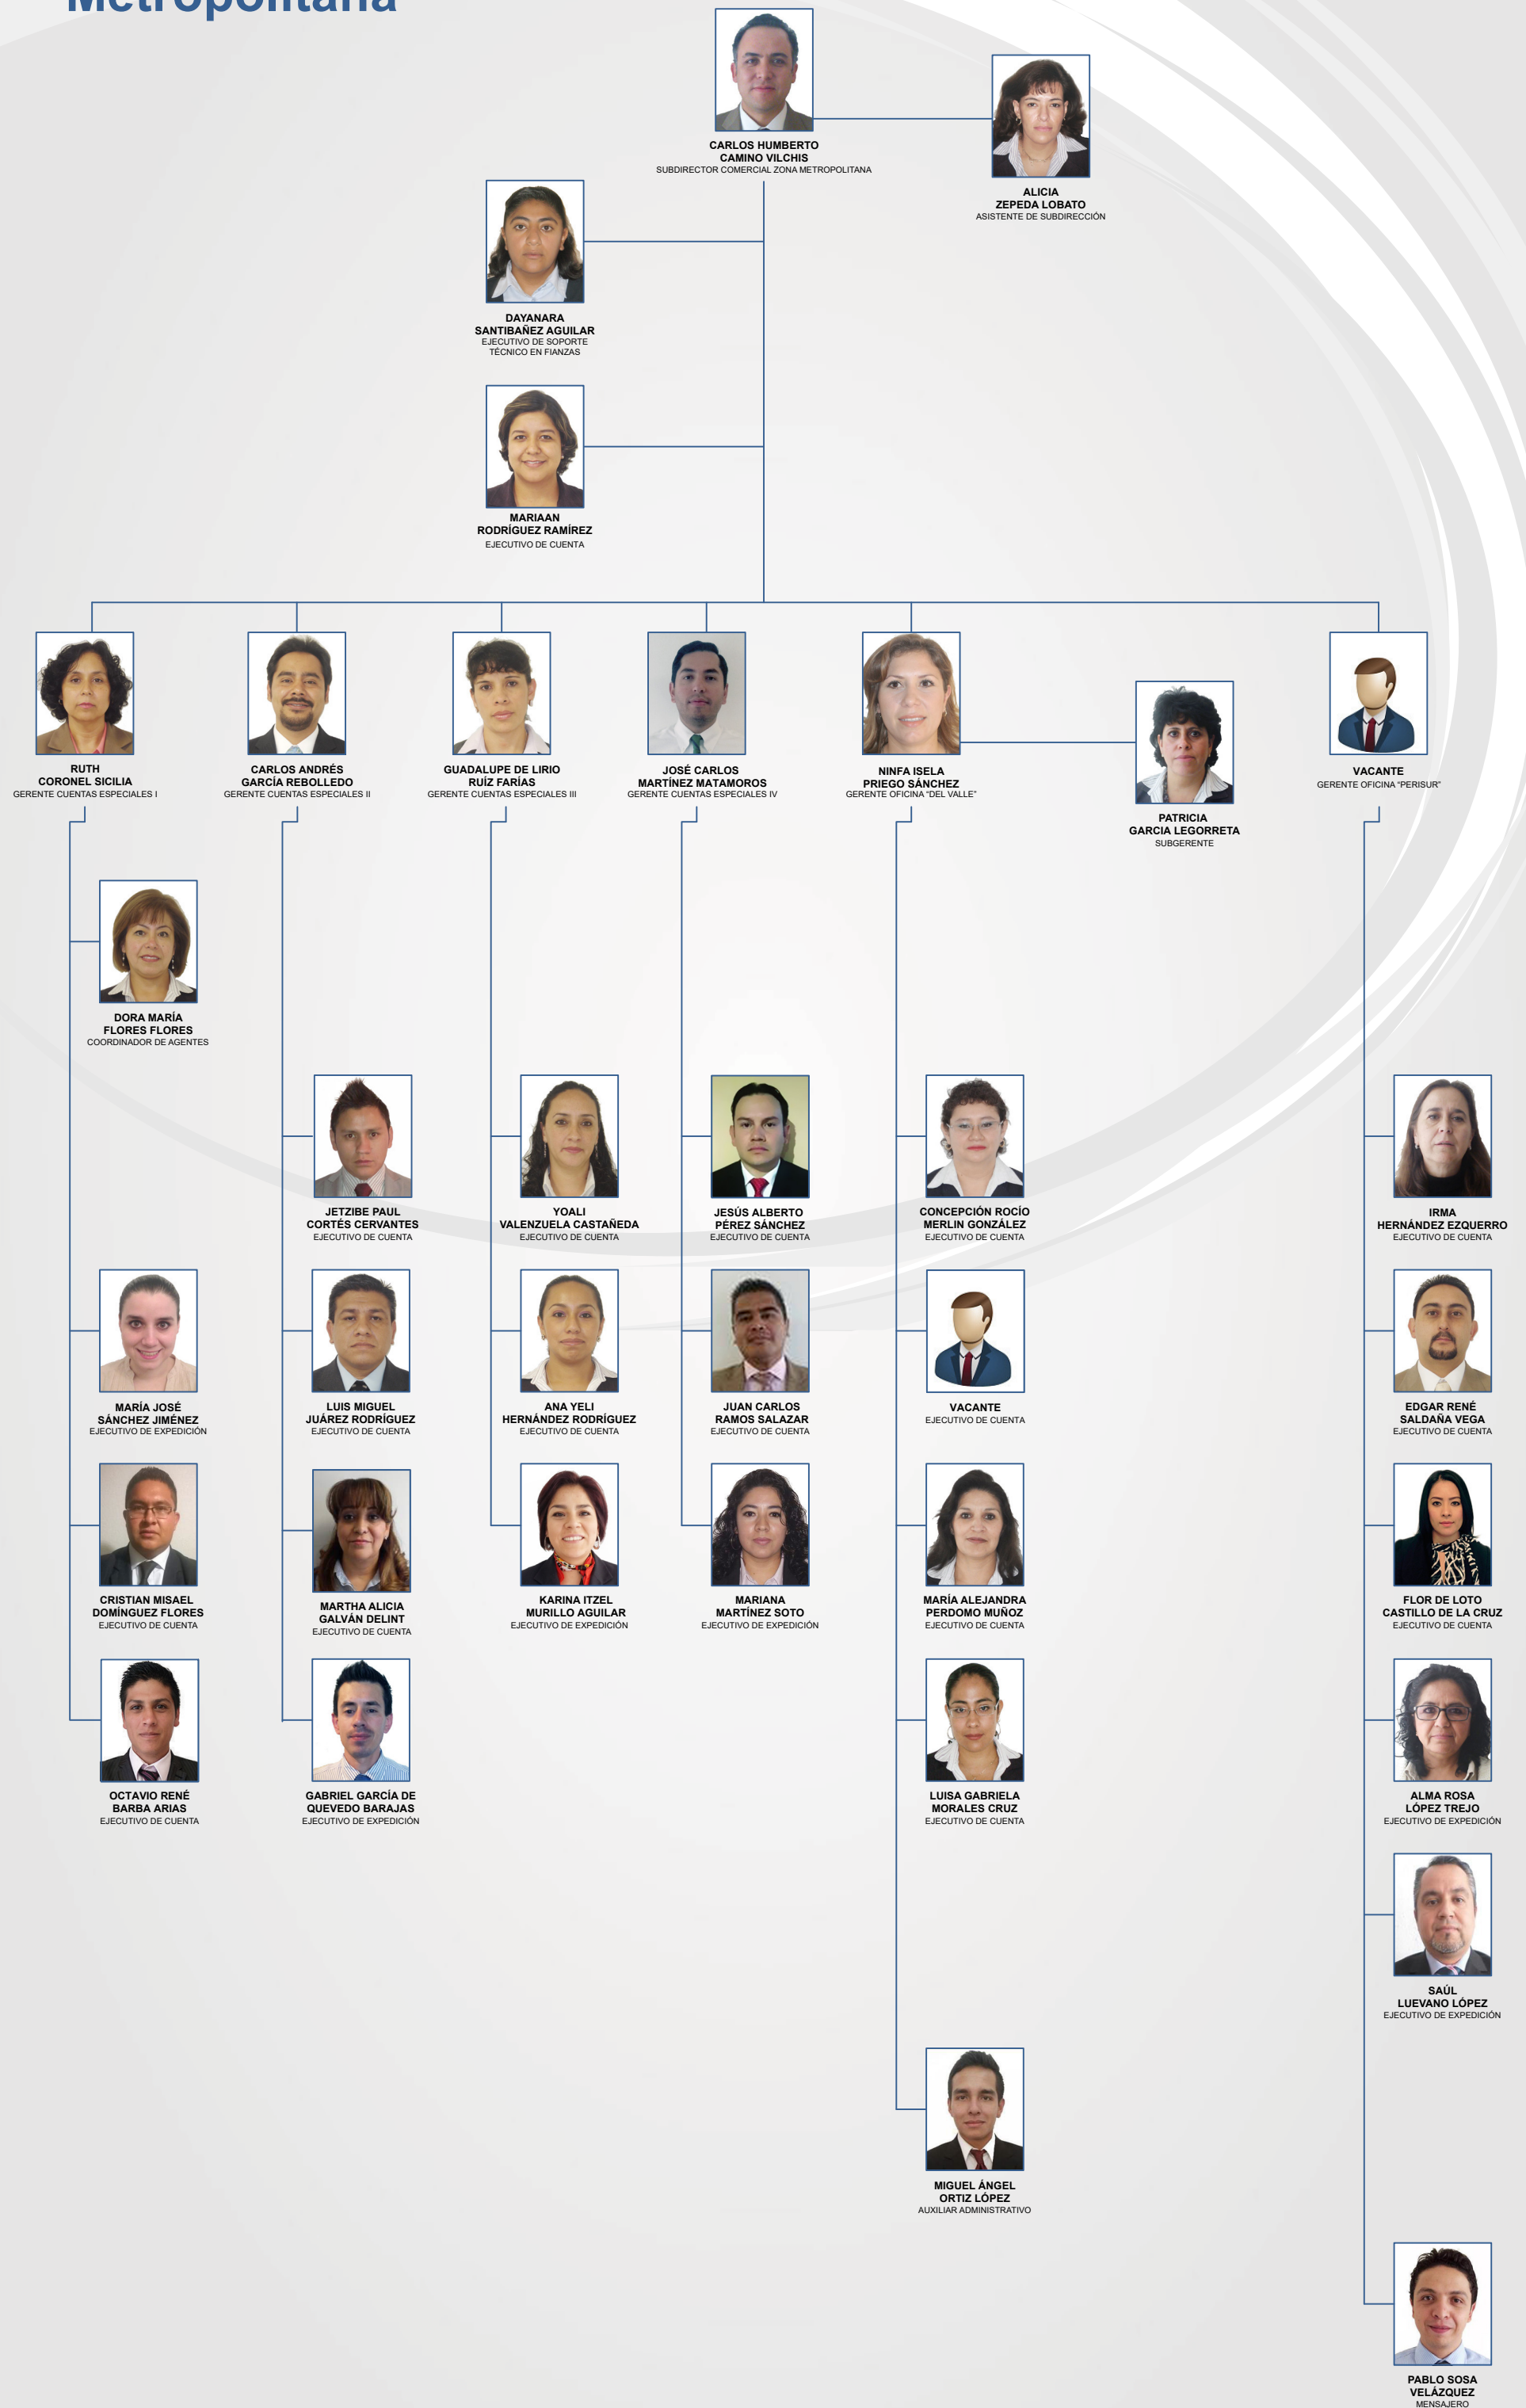 Metropolitana
CARLOS HUMBERTO
CAMINO VILCHIS
SUBDIRECTOR COMERCIAL ZONA METROPOLITANA
ALICIA
ZEPEDA LOBATO
ASISTENTE DE SUBDIRECCIÓN
DAYANARA
SANTIBAÑEZ AGUILAR
EJECUTIVO DE SOPORTE
TÉCNICO EN FIANZAS
MARIAAN
RODRÍGUEZ RAMÍREZ
EJECUTIVO DE CUENTA
RUTH
CORONEL SICILIA
GERENTE CUENTAS ESPECIALES I
CARLOS ANDRÉS
GARCÍA REBOLLEDO
GERENTE CUENTAS ESPECIALES II
GUADALUPE DE LIRIO
RUÍZ FARÍAS
GERENTE CUENTAS ESPECIALES III
JOSÉ CARLOS
MARTÍNEZ MATAMOROS
GERENTE CUENTAS ESPECIALES IV
NINFA ISELA
PRIEGO SÁNCHEZ
GERENTE OFICINA "DEL VALLE"
PATRICIA
GARCIA LEGORRETA
SUBGERENTE
VACANTE
GERENTE OFICINA "PERISUR"
DORA MARÍA
FLORES FLORES
COORDINADOR DE AGENTES
JETZIBE PAUL
CORTÉS CERVANTES
EJECUTIVO DE CUENTA
YOALI
VALENZUELA CASTAÑEDA
EJECUTIVO DE CUENTA
JESÚS ALBERTO
PÉREZ SÁNCHEZ
EJECUTIVO DE CUENTA
CONCEPCIÓN ROCÍO
MERLIN GONZÁLEZ
EJECUTIVO DE CUENTA
IRMA
HERNÁNDEZ EZQUERRO
EJECUTIVO DE CUENTA
MARÍA JOSÉ
SÁNCHEZ JIMÉNEZ
EJECUTIVO DE EXPEDICIÓN
LUIS MIGUEL
JUÁREZ RODRÍGUEZ
EJECUTIVO DE CUENTA
ANA YELI
HERNÁNDEZ RODRÍGUEZ
EJECUTIVO DE CUENTA
JUAN CARLOS
RAMOS SALAZAR
EJECUTIVO DE CUENTA
VACANTE
EJECUTIVO DE CUENTA
EDGAR RENÉ
SALDAÑA VEGA
EJECUTIVO DE CUENTA
CRISTIAN MISAEL
DOMÍNGUEZ FLORES
EJECUTIVO DE CUENTA
MARTHA ALICIA
GALVÁN DELINT
EJECUTIVO DE CUENTA
KARINA ITZEL
MURILLO AGUILAR
EJECUTIVO DE EXPEDICIÓN
MARIANA
MARTÍNEZ SOTO
EJECUTIVO DE EXPEDICIÓN
MARÍA ALEJANDRA
PERDOMO MUÑOZ
EJECUTIVO DE CUENTA
FLOR DE LOTO
CASTILLO DE LA CRUZ
EJECUTIVO DE CUENTA
OCTAVIO RENÉ
BARBA ARIAS
EJECUTIVO DE CUENTA
GABRIEL GARCÍA DE
QUEVEDO BARAJAS
EJECUTIVO DE EXPEDICIÓN
LUISA GABRIELA
MORALES CRUZ
EJECUTIVO DE CUENTA
ALMA ROSA
LÓPEZ TREJO
EJECUTIVO DE EXPEDICIÓN
SAÚL
LUEVANO LÓPEZ
EJECUTIVO DE EXPEDICIÓN
MIGUEL ÁNGEL
ORTIZ LÓPEZ
AUXILIAR ADMINISTRATIVO
PABLO SOSA
VELÁZQUEZ
MENSAJERO